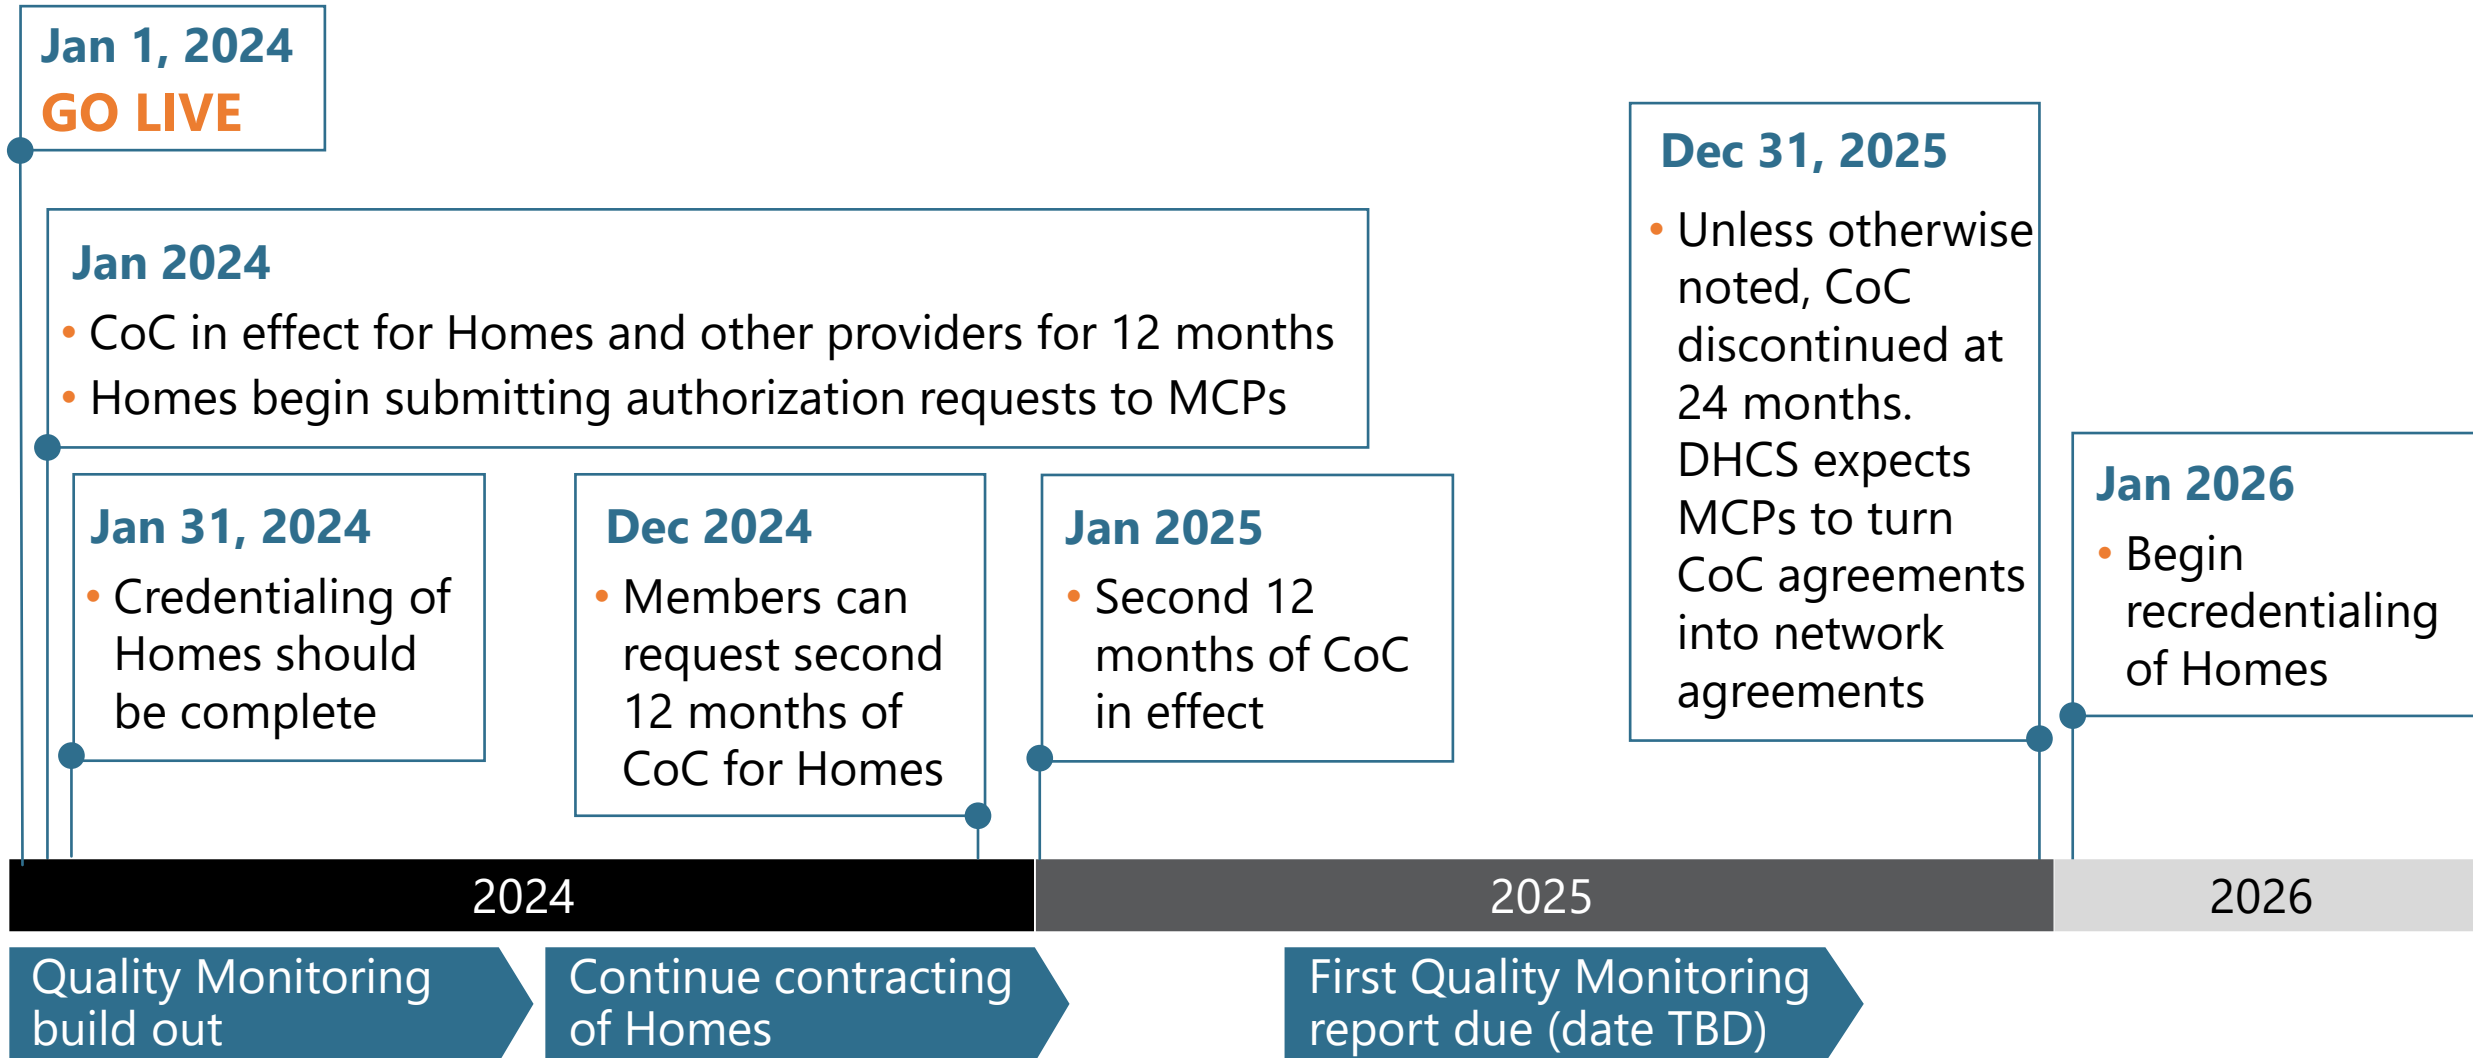 Jan 1, 2024
GO LIVE
Jan 2024
• CoC in effect for Homes and other providers for 12 months
• Homes begin submitting authorization requests to MCPs
Jan 31, 2024
• Credentialing of
Homes should
be complete
Dec 2024
• Members can
request second
12 months of
CoC for Homes
Jan 2025
• Second 12
months of CoC
in effect
Dec 31, 2025
• Unless otherwise
noted, CoC
discontinued at
24 months.
DHCS expects
MCPs to turn
CoC agreements
into network
agreements
Jan 2026
• Begin
recredentialing
of Homes
2024
2025
2026
Quality Monitoring
build out
Continue contracting
of Homes
First Quality Monitoring
report due (date TBD)